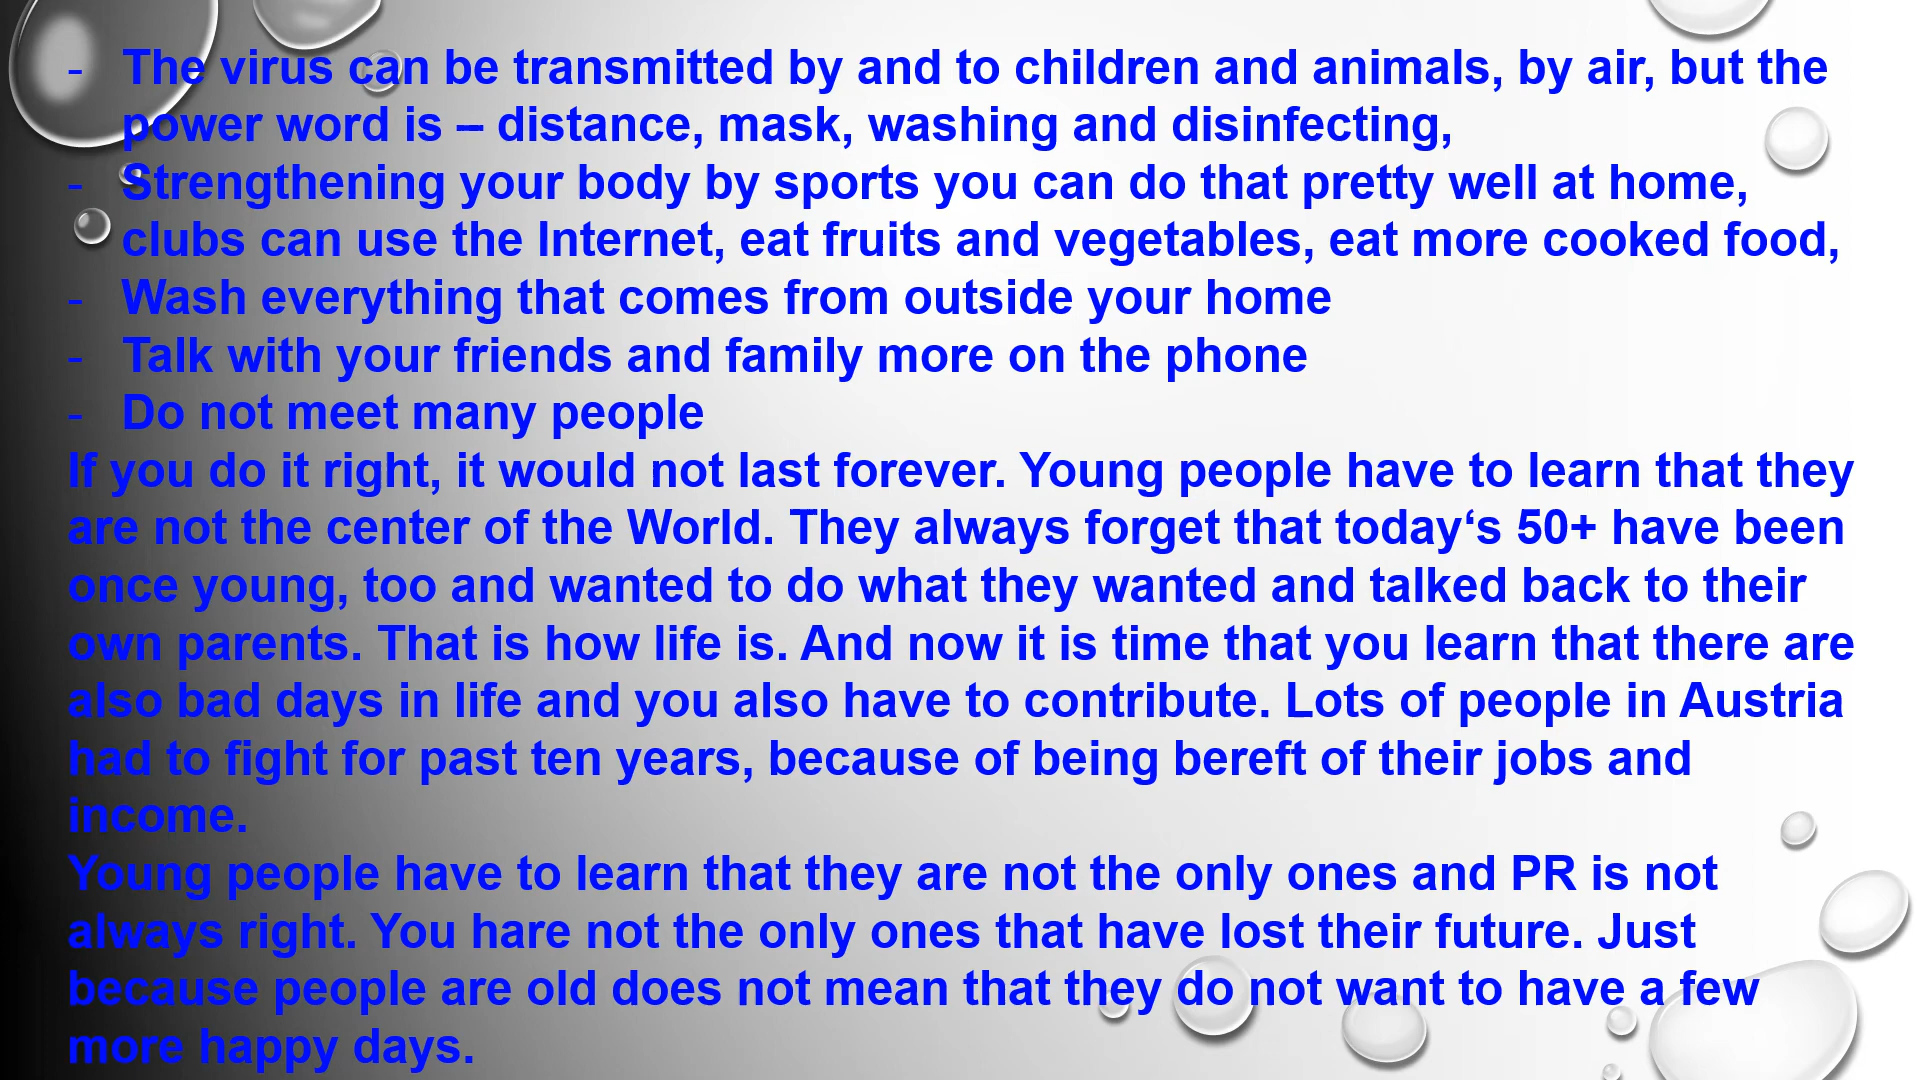 - The virus can be transmitted by and to children and animals, by air, but the
power word is – distance, mask, washing and disinfecting,
- Strengthening your body by sports you can do that pretty well at home,
clubs can use the Internet, eat fruits and vegetables, eat more cooked food,
- Wash everything that comes from outside your home
- Talk with your friends and family more on the phone
- Do not meet many people
If you do it right, it would not last forever. Young people have to learn that they
are not the center of the World. They always forget that today‘s 50+ have been
once young, too and wanted to do what they wanted and talked back to their
own parents. That is how life is. And now it is time that you learn that there are
also bad days in life and you also have to contribute. Lots of people in Austria
had to fight for past ten years, because of being bereft of their jobs and
income.
Young people have to learn that they are not the only ones and PR is not
always right. You hare not the only ones that have lost their future. Just
because people are old does not mean that they do not want to have a few
more happy days.